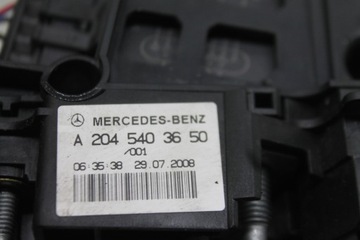 MERCEDES-BENZ
A 204 540 36 50
/001
06:35:38 29.07.2008